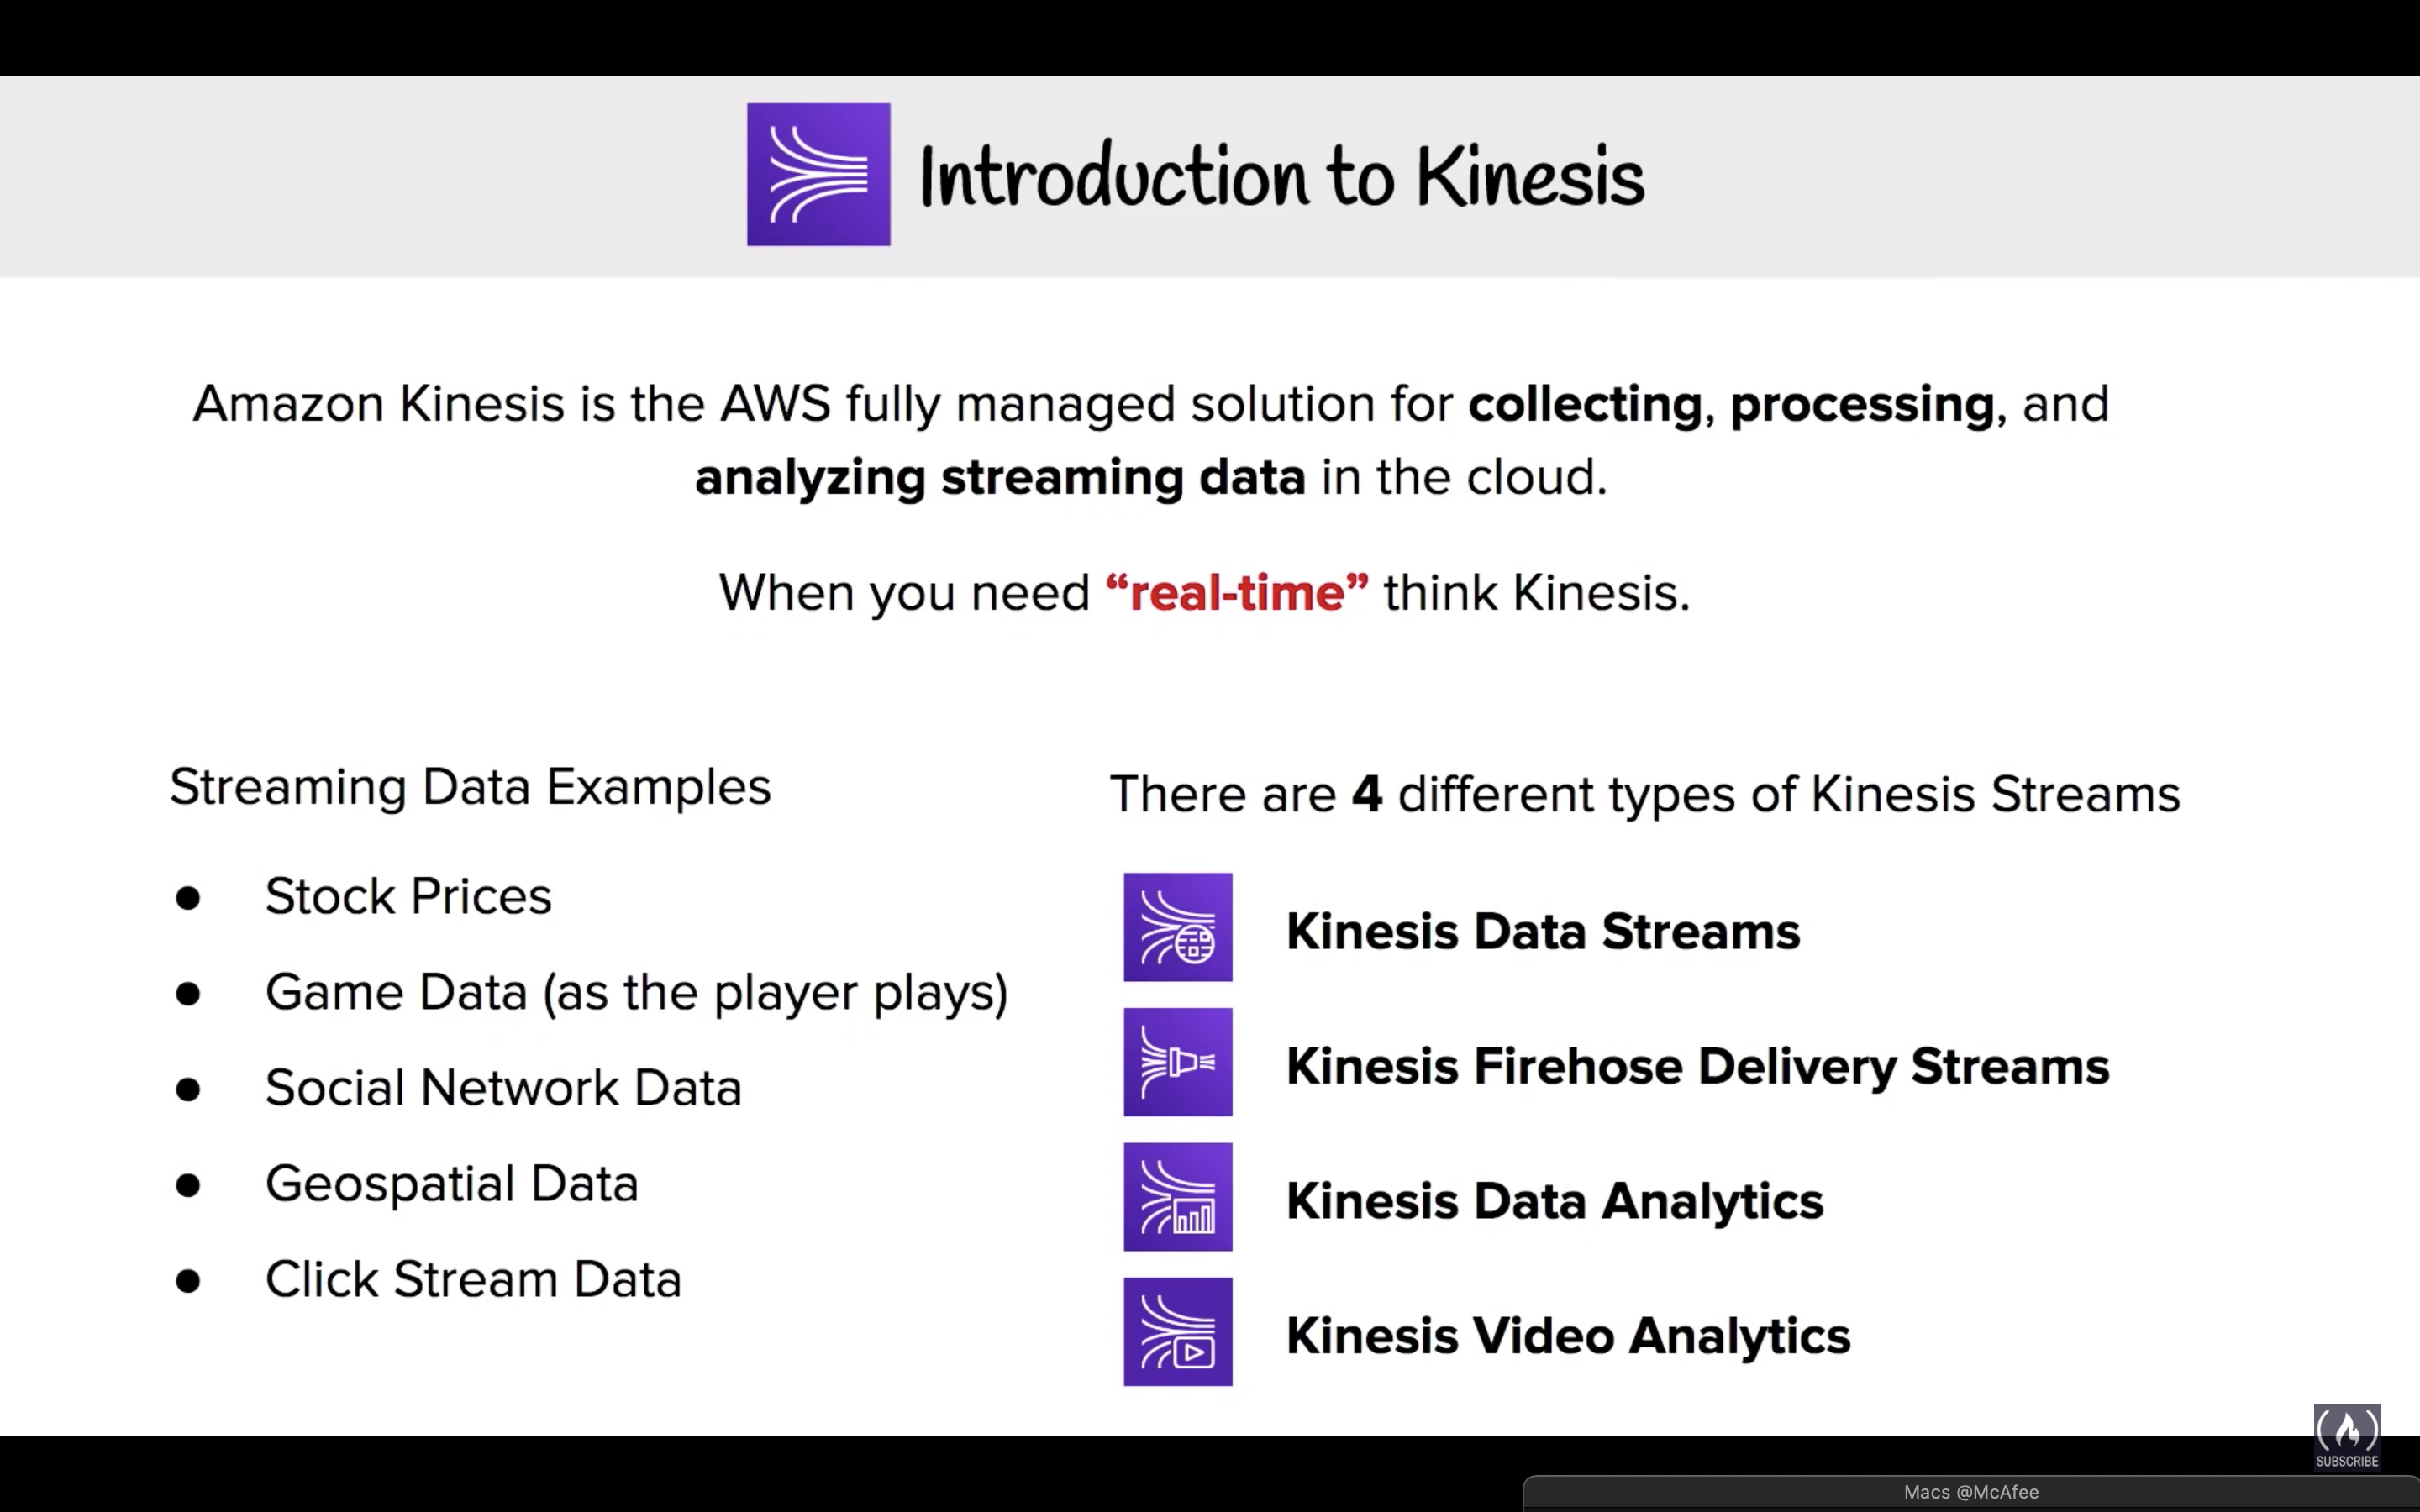 Introduction to Kinesis
Amazon Kinesis is the AWS fully managed solution for collecting, processing, and
analyzing streaming data in the cloud.
When you need “real-time” think Kinesis.
Streaming Data Examples
● Stock Prices
● Game Data (as the player plays)
● Social Network Data
● Geospatial Data
● Click Stream Data
There are 4 different types of Kinesis Streams
Kinesis Data Streams
Kinesis Firehose Delivery Streams
Kinesis Data Analytics
Kinesis Video Analytics
SUBSCRIBE
Macs @McAfee